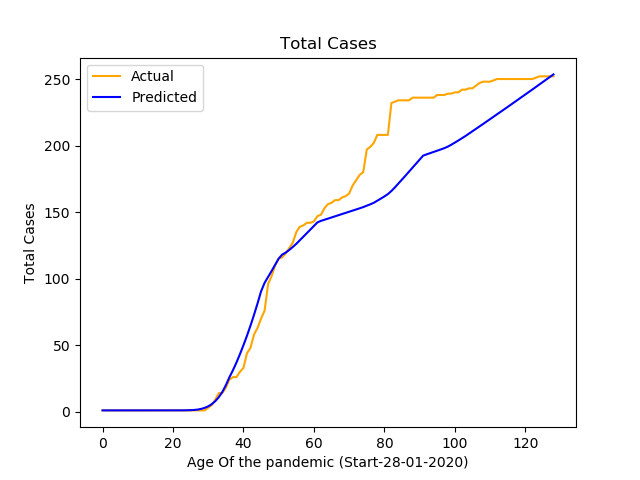 Total Cases
Actual
Predicted
Total Cases
250
200
150
100
50
0
0 20 40 60 80 100 120
Age Of the pandemic (Start-28-01-2020)